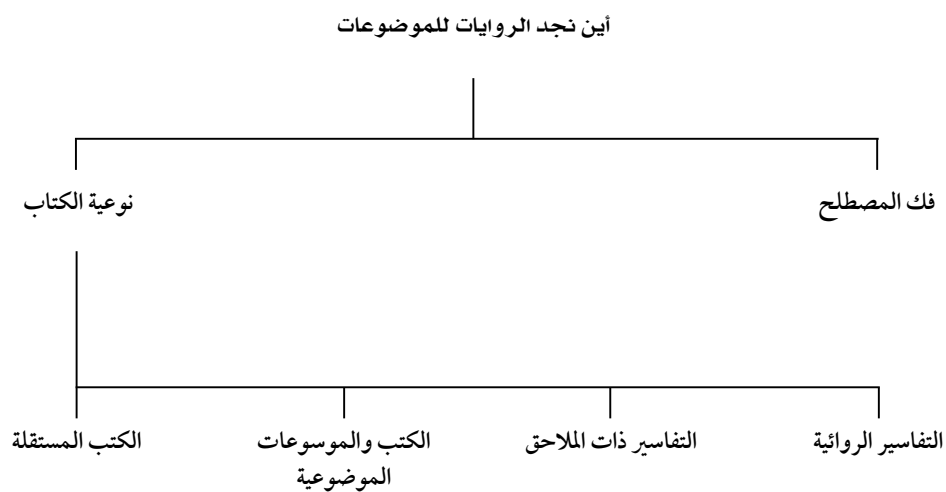 أين نجد الروايات للموضوعات
فك المصطلح
نوعية الكتاب
التفاسير الروائية
التفاسير ذات الملاحق
الكتب والموسوعات
الموضوعية
الكتب المستقلة